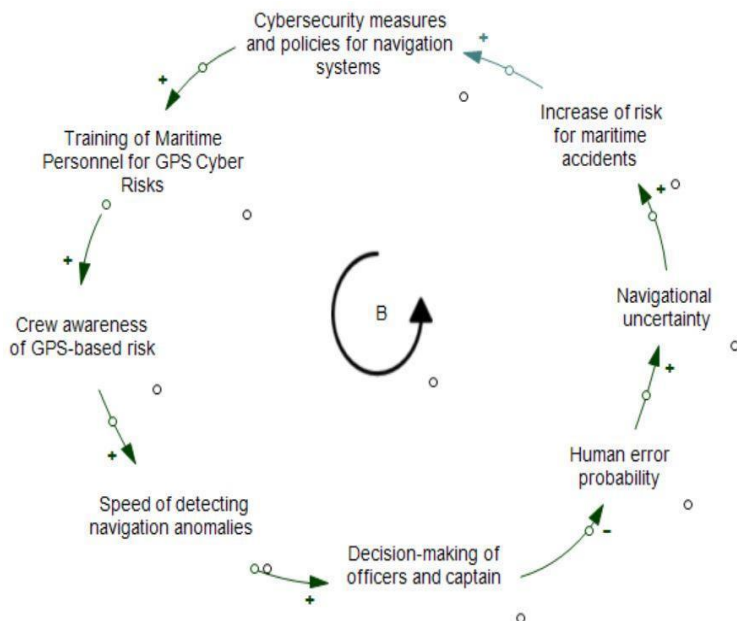 Cybersecurity measures
and policies for navigation
systems
+
+
Increase of risk
for maritime
accidents
Training of Maritime
Personnel for GPS Cyber
Risks
+
+
Navigational
uncertainty
B
Crew awareness
of GPS-based risk
+
+
Human error
probability
Speed of detecting
navigation anomalies
-
Decision-making of
officers and captain
+